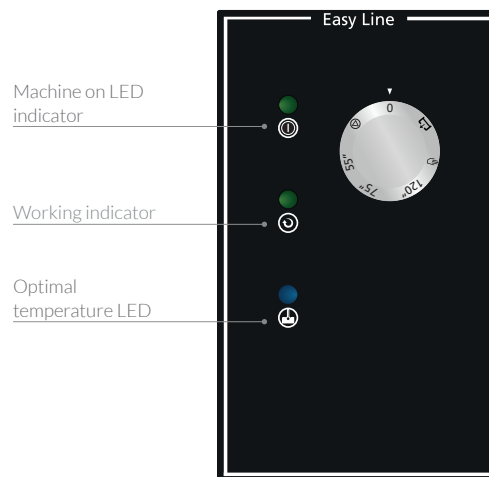 Easy Line
Machine on LED
indicator
0
55"
75"
120"
Working indicator
Optimal
temperature LED